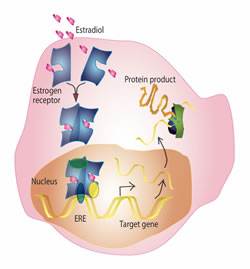 Estradiol
Protein product
Estrogen
receptor
Nucleus
ERE
Target gene